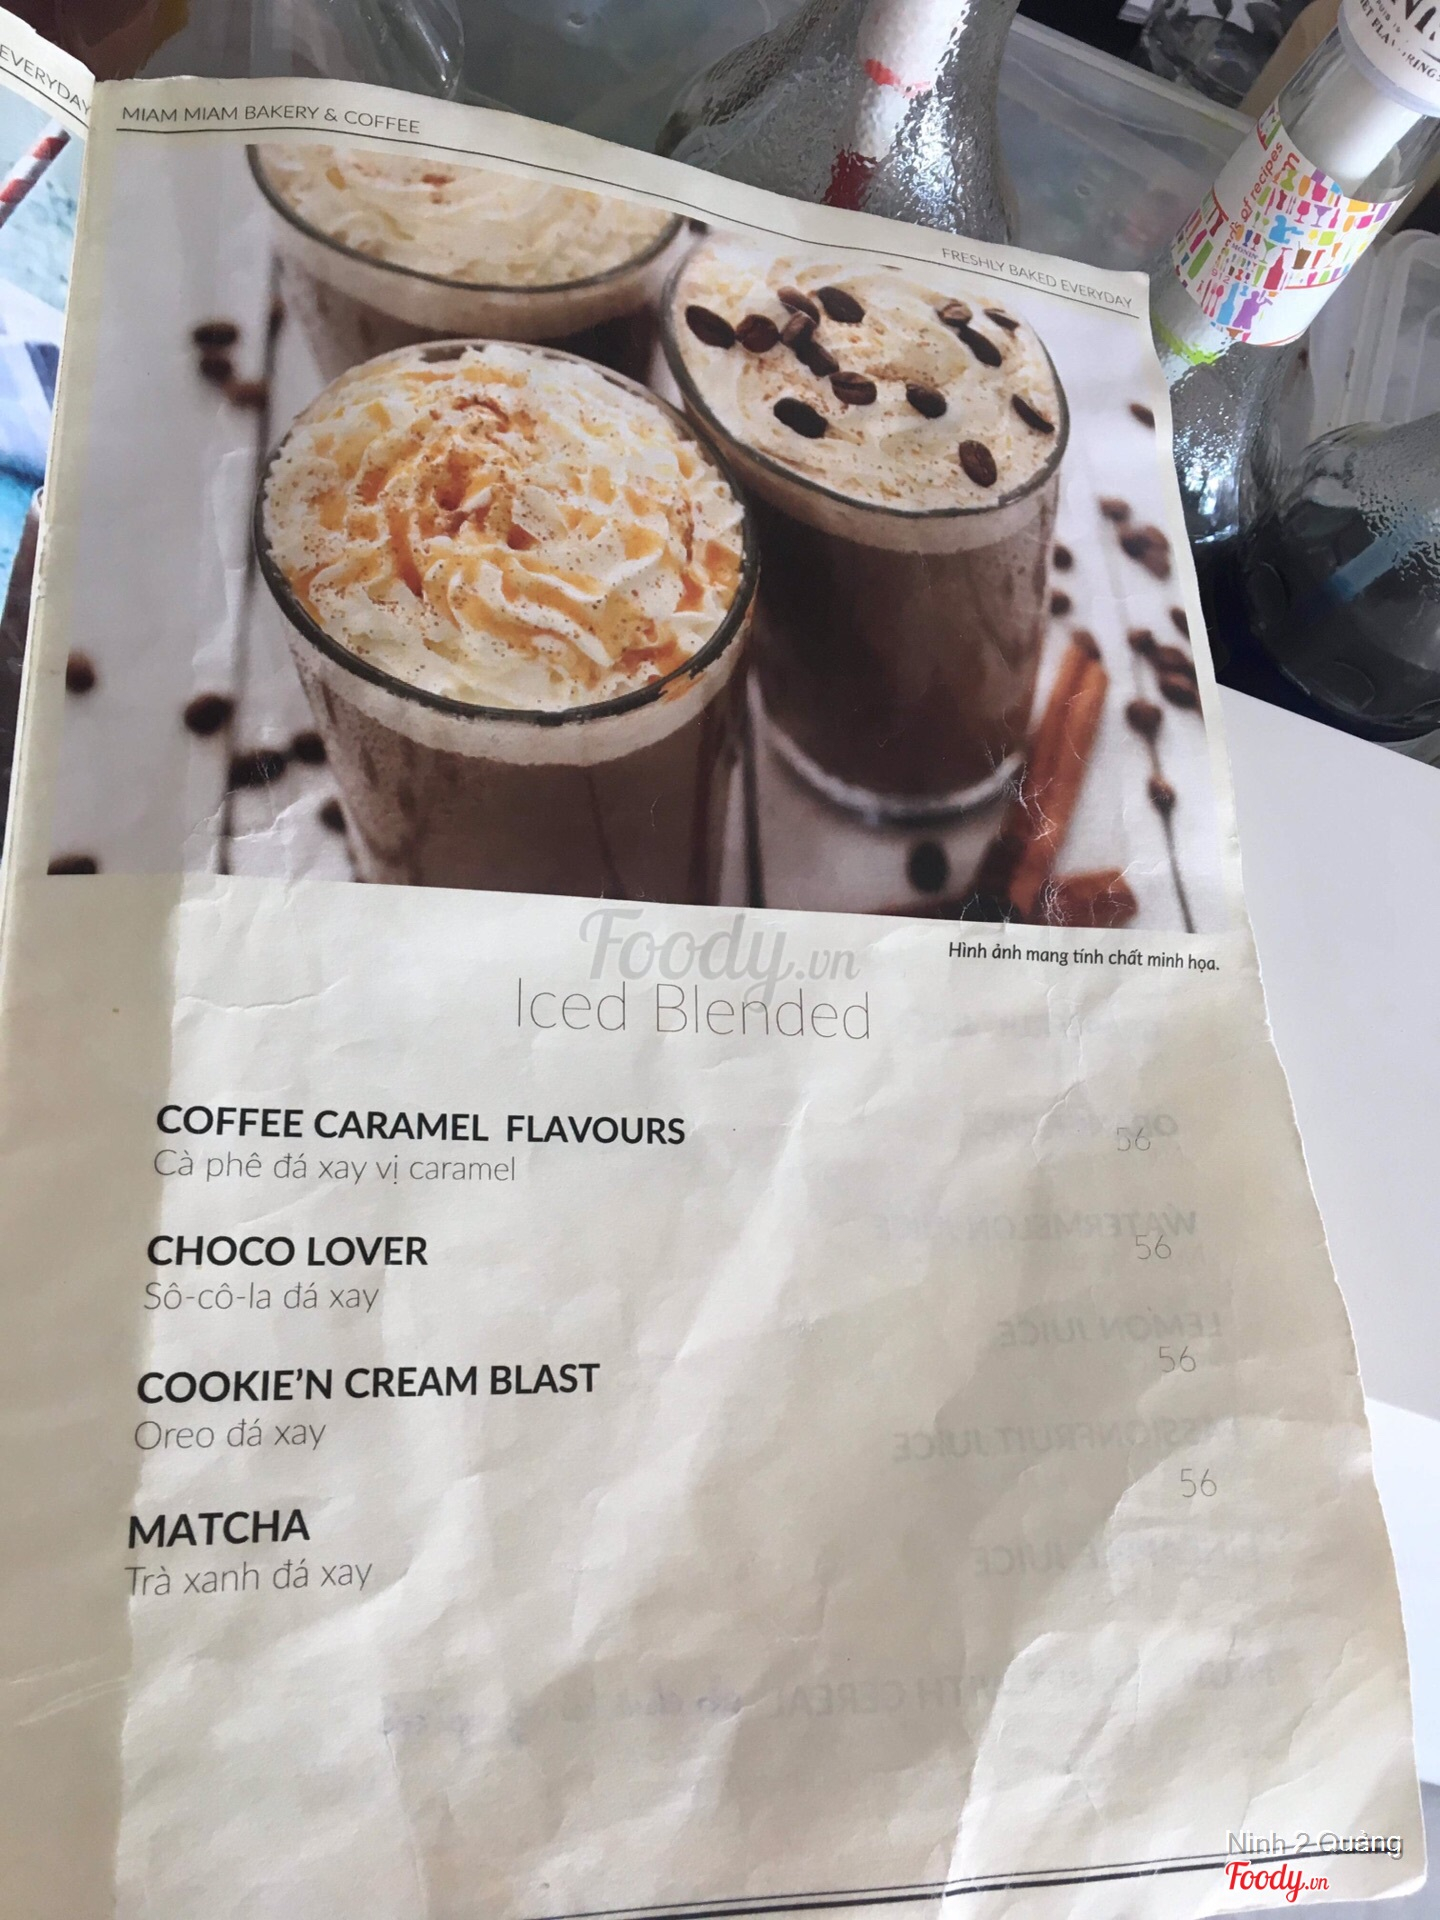 EVERYDAY
MIAM MIAM BAKERY & COFFEE
FRESHLY BAKED EVERYDAY
of recipes
Hình ảnh mang tính chất minh họa.
Foody.vn
Iced Blended
COFFEE CARAMEL FLAVOURS 56
Cà phê đá xay vị caramel
CHOCO LOVER 56
Sô-cô-la đá xay
COOKIE'N CREAM BLAST 56
Oreo đá xay
MATCHA 56
Trà xanh đá xay
Ninh 2 Quảng
Foody.vn